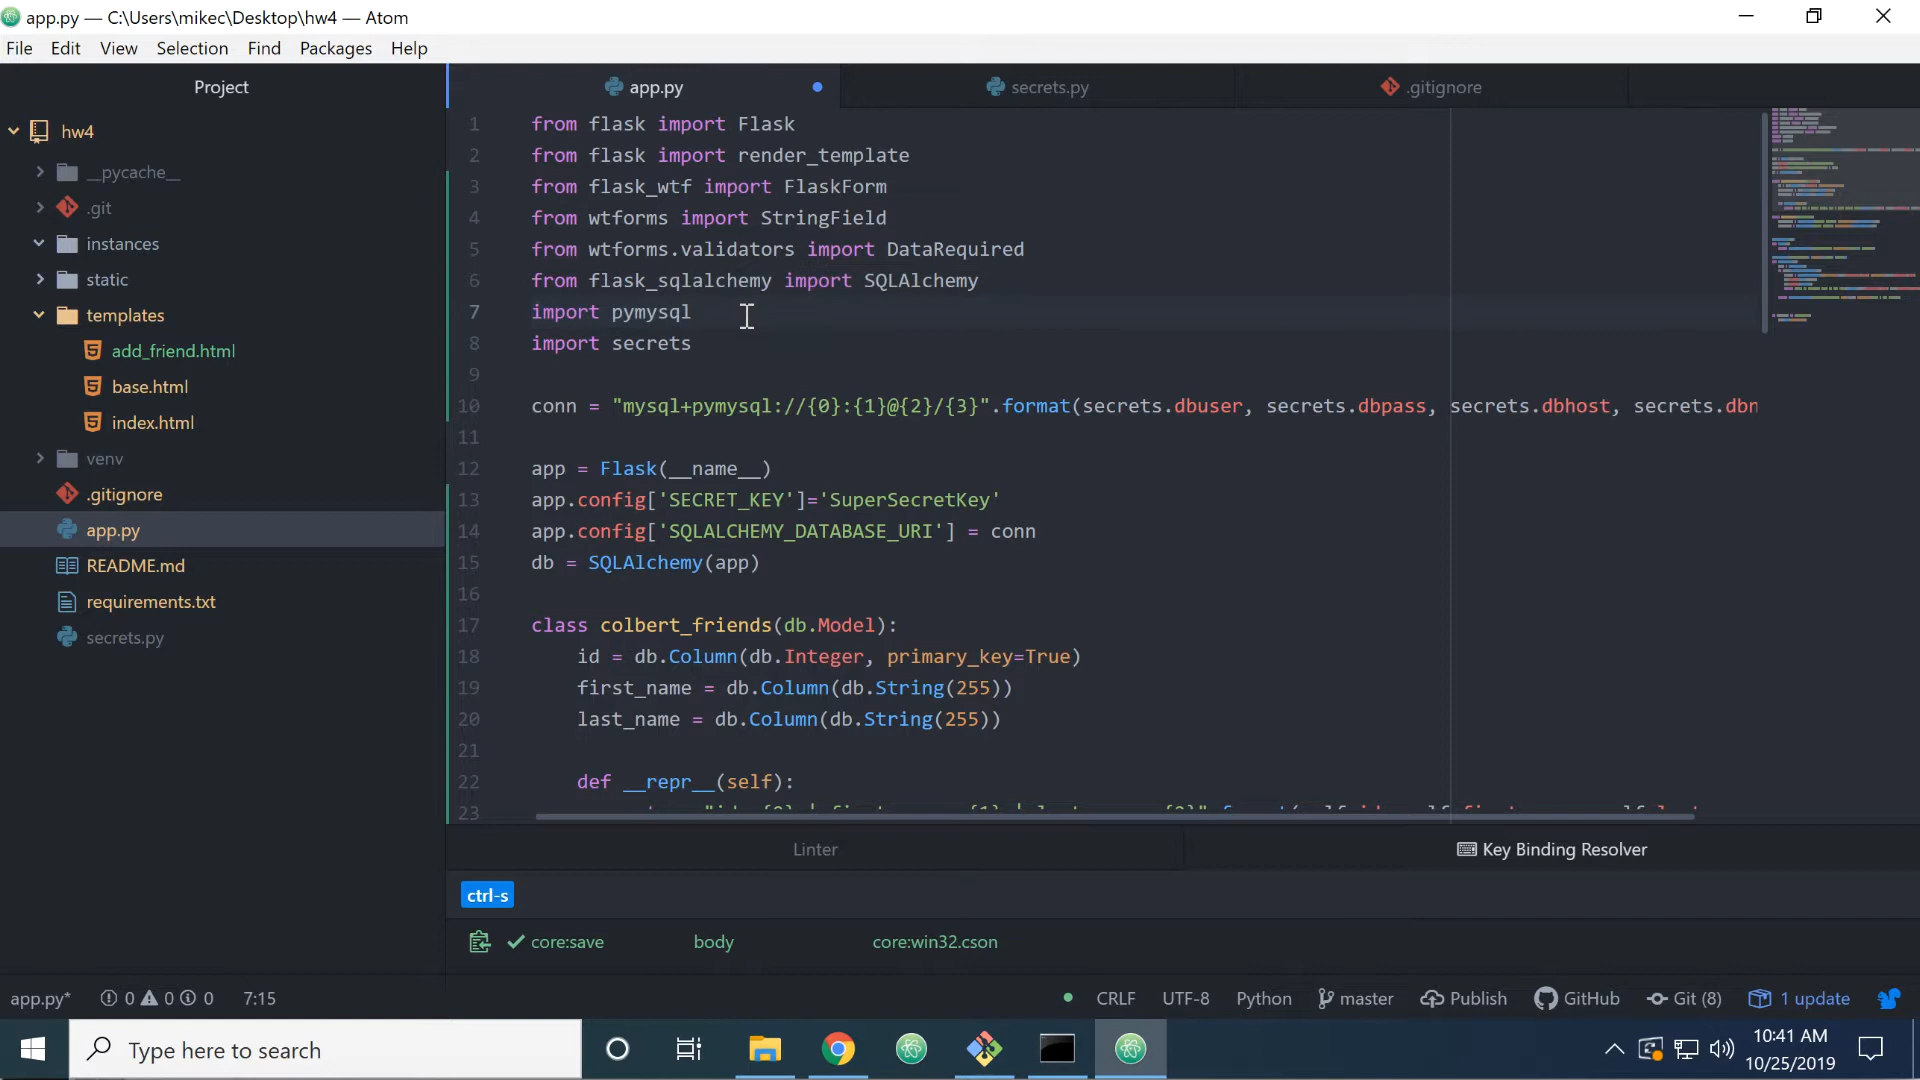 app.py — C:\Users\mikec\Desktop\hw4 — Atom
File Edit View Selection Find Packages Help
Project
app.py
secrets.py
.gitignore
hw4
__pycache__
.git
instances
static
templates
add_friend.html
base.html
index.html
venv
.gitignore
app.py
README.md
requirements.txt
secrets.py
1 from flask import Flask
2 from flask import render_template
3 from flask_wtf import FlaskForm
4 from wtforms import StringField
5 from wtforms.validators import DataRequired
6 from flask_sqlalchemy import SQLAlchemy
7 import pymysql
8 import secrets
9
10 conn = "mysql+pymysql://{0}:{1}@{2}/{3}".format(secrets.dbuser, secrets.dbpass, secrets.dbhost, secrets.dbn
11
12 app = Flask(__name__)
13 app.config['SECRET_KEY']='SuperSecretKey'
14 app.config['SQLALCHEMY_DATABASE_URI'] = conn
15 db = SQLAlchemy(app)
16
17 class colbert_friends(db.Model):
18 id = db.Column(db.Integer, primary_key=True)
19 first_name = db.Column(db.String(255))
20 last_name = db.Column(db.String(255))
21
22 def __repr__(self):
23
Linter
Key Binding Resolver
ctrl-s
core:save body core:win32.cson
app.py* 0 0 0 7:15
CRLF UTF-8 Python master Publish GitHub Git (8) 1 update
Type here to search
10:41 AM
10/25/2019